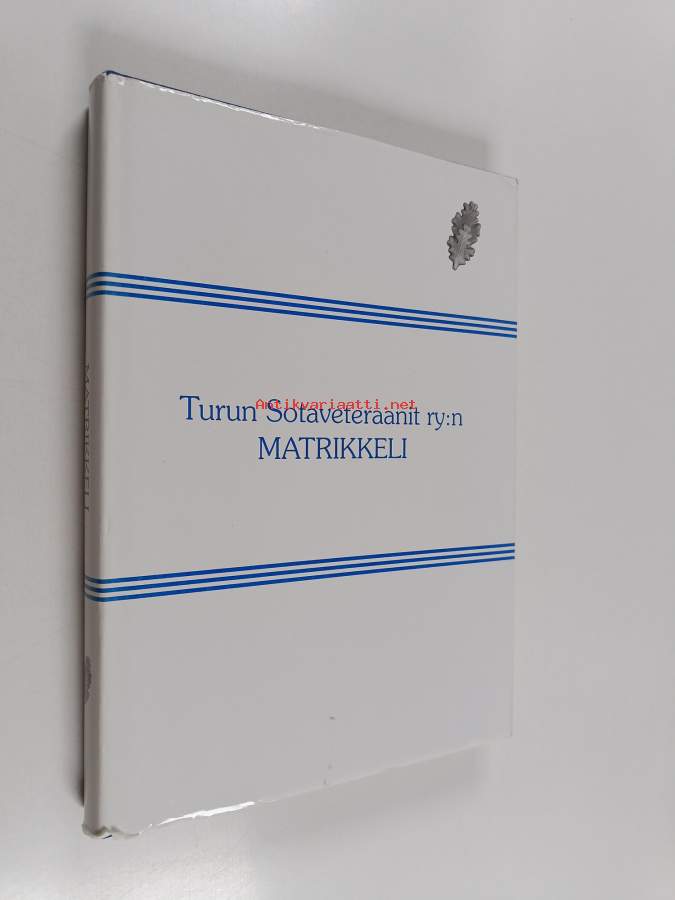 Antikvariaatti.net
Turun Sotaveteraanit ry:n
MATRIKKELI
MATRIKKELI